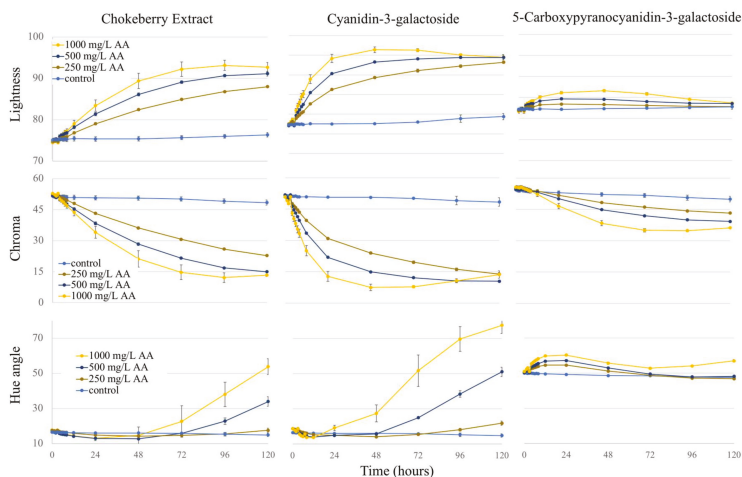 Chokeberry Extract
Cyanidin-3-galactoside
5-Carboxypyranocyanidin-3-galactoside
Lightness
100
90
80
70
1000 mg/L AA
500 mg/L AA
250 mg/L AA
control
Chroma
60
45
30
15
0
control
250 mg/L AA
500 mg/L AA
1000 mg/L AA
Hue angle
70
50
30
10
1000 mg/L AA
500 mg/L AA
250 mg/L AA
control
0 24 48 72 96 120
0 24 48 72 96 120
0 24 48 72 96 120
Time (hours)